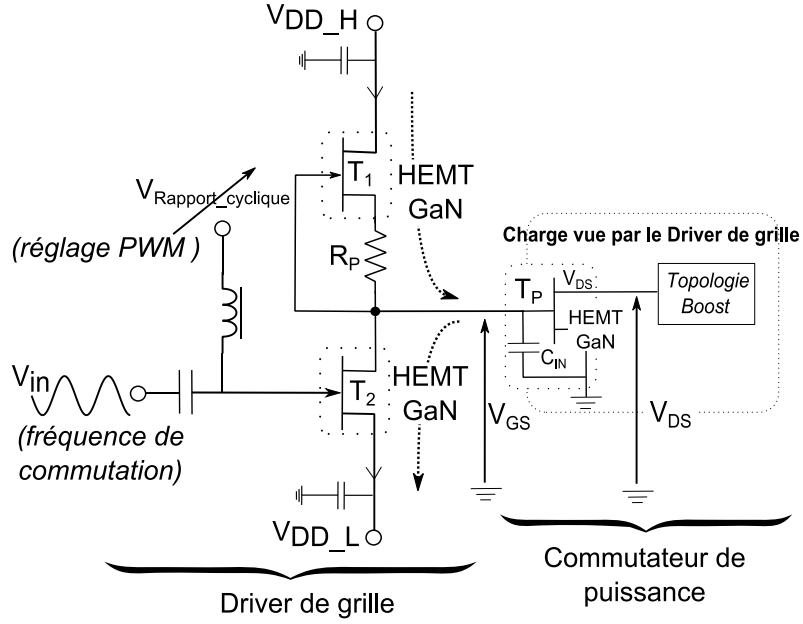 VDD_H
T1
HEMT
GaN
VRapport_cyclique
(réglage PWM )
RP
Charge vue par le Driver de grille
TP
VDS
Topologie
Boost
HEMT
GaN
CIN
Vin
(fréquence de
commutation)
T2
HEMT
GaN
VGS
VDS
VDD_L
Driver de grille
Commutateur de
puissance